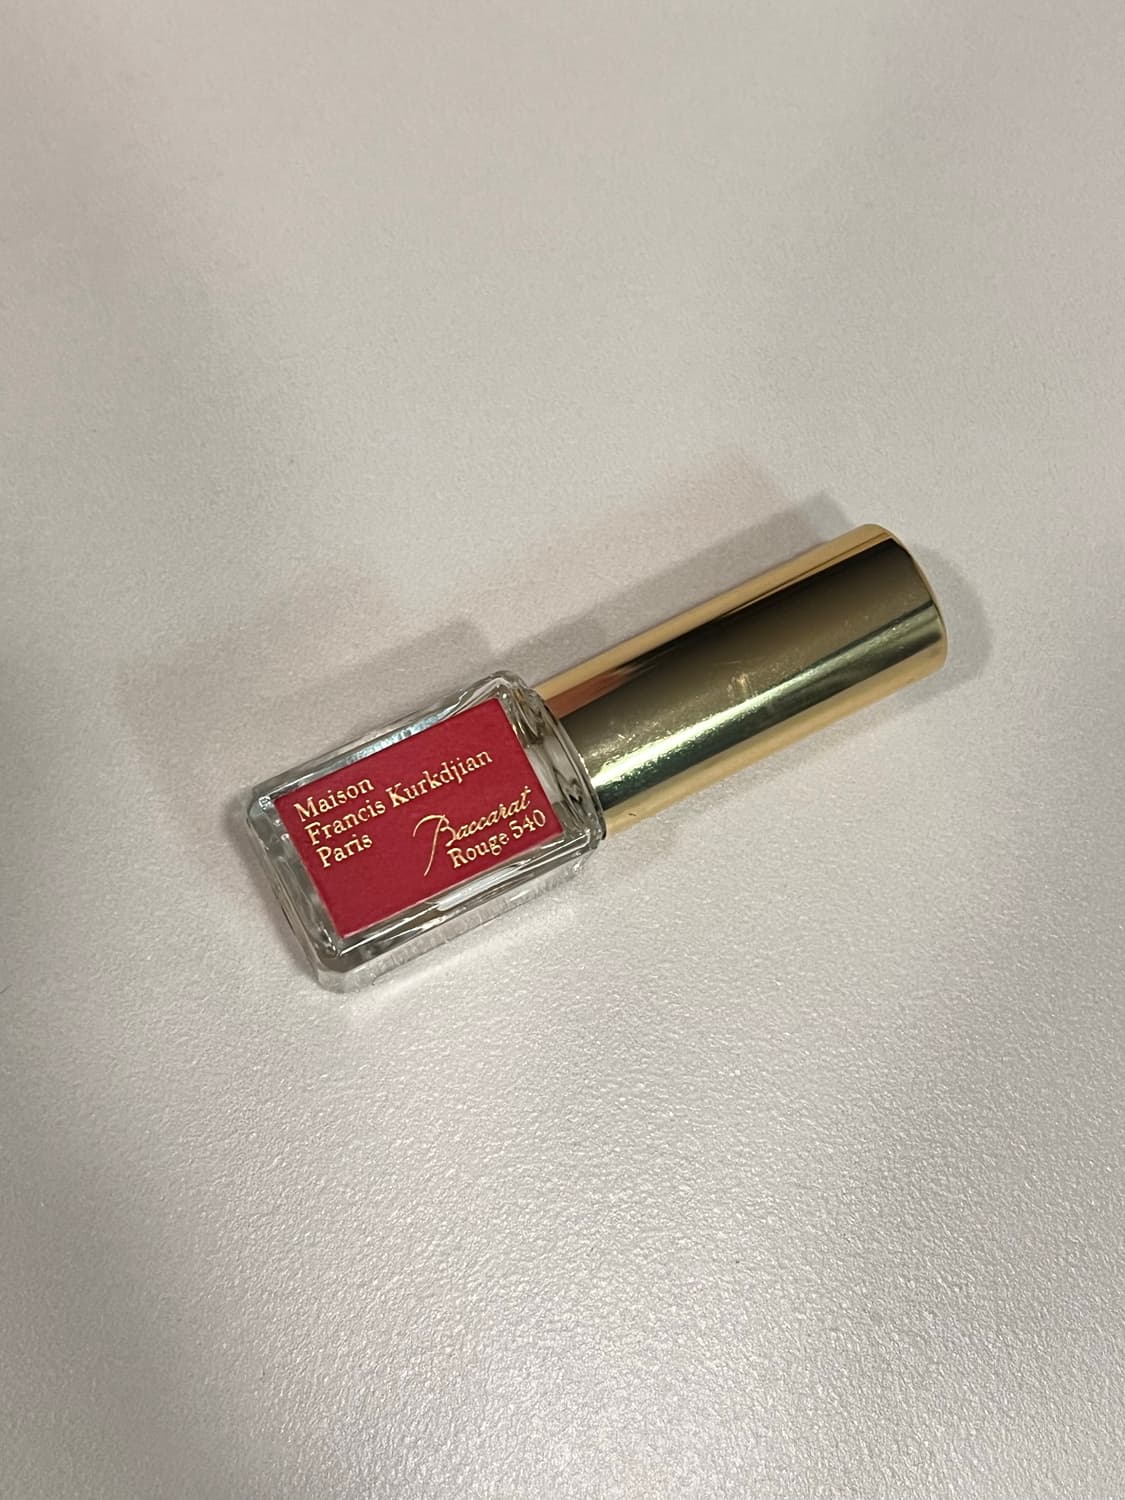 Maison
Francis Kurkdjian
Paris
Baccarat
Rouge 540